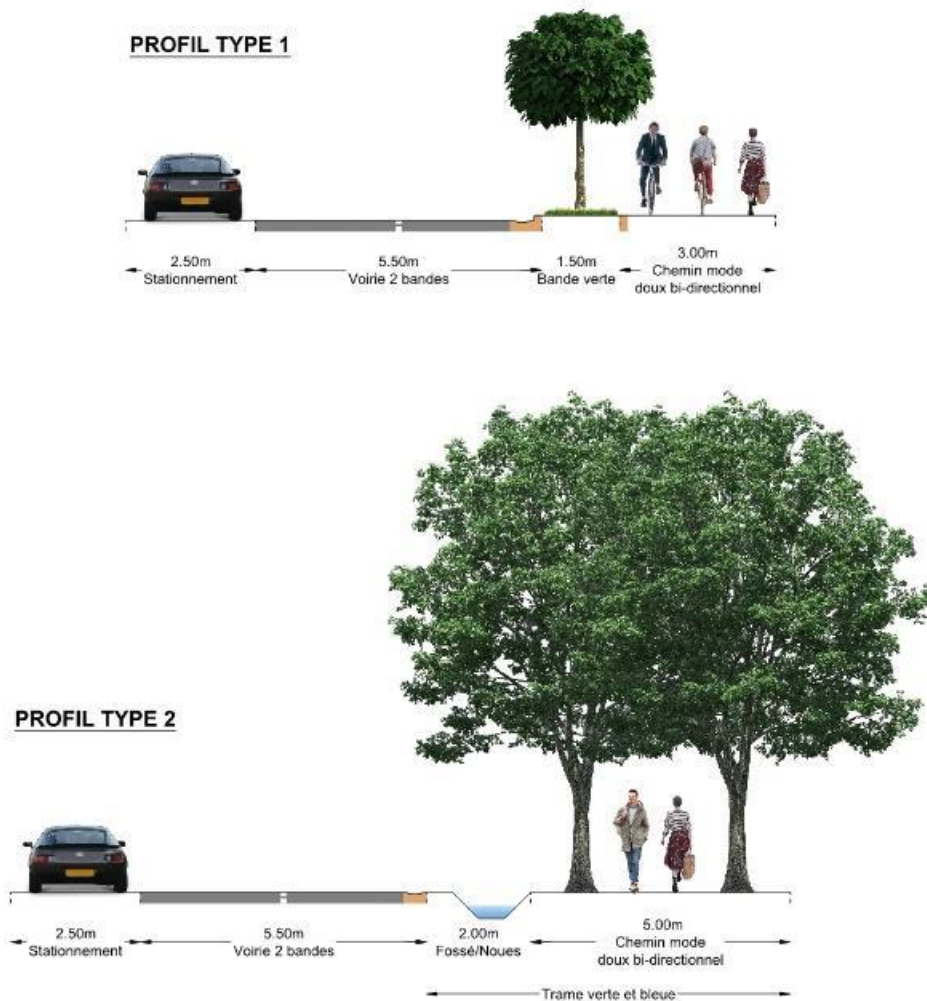 PROFIL TYPE 1
2.50m
Stationnement
5.50m
Voirie 2 bandes
1.50m
Bande verte
3.00m
Chemin mode
doux bi-directionnel
PROFIL TYPE 2
2.50m
Stationnement
5.50m
Voirie 2 bandes
2.00m
Fossé/Noues
5.00m
Chemin mode
doux bi-directionnel
Trame verte et bleue